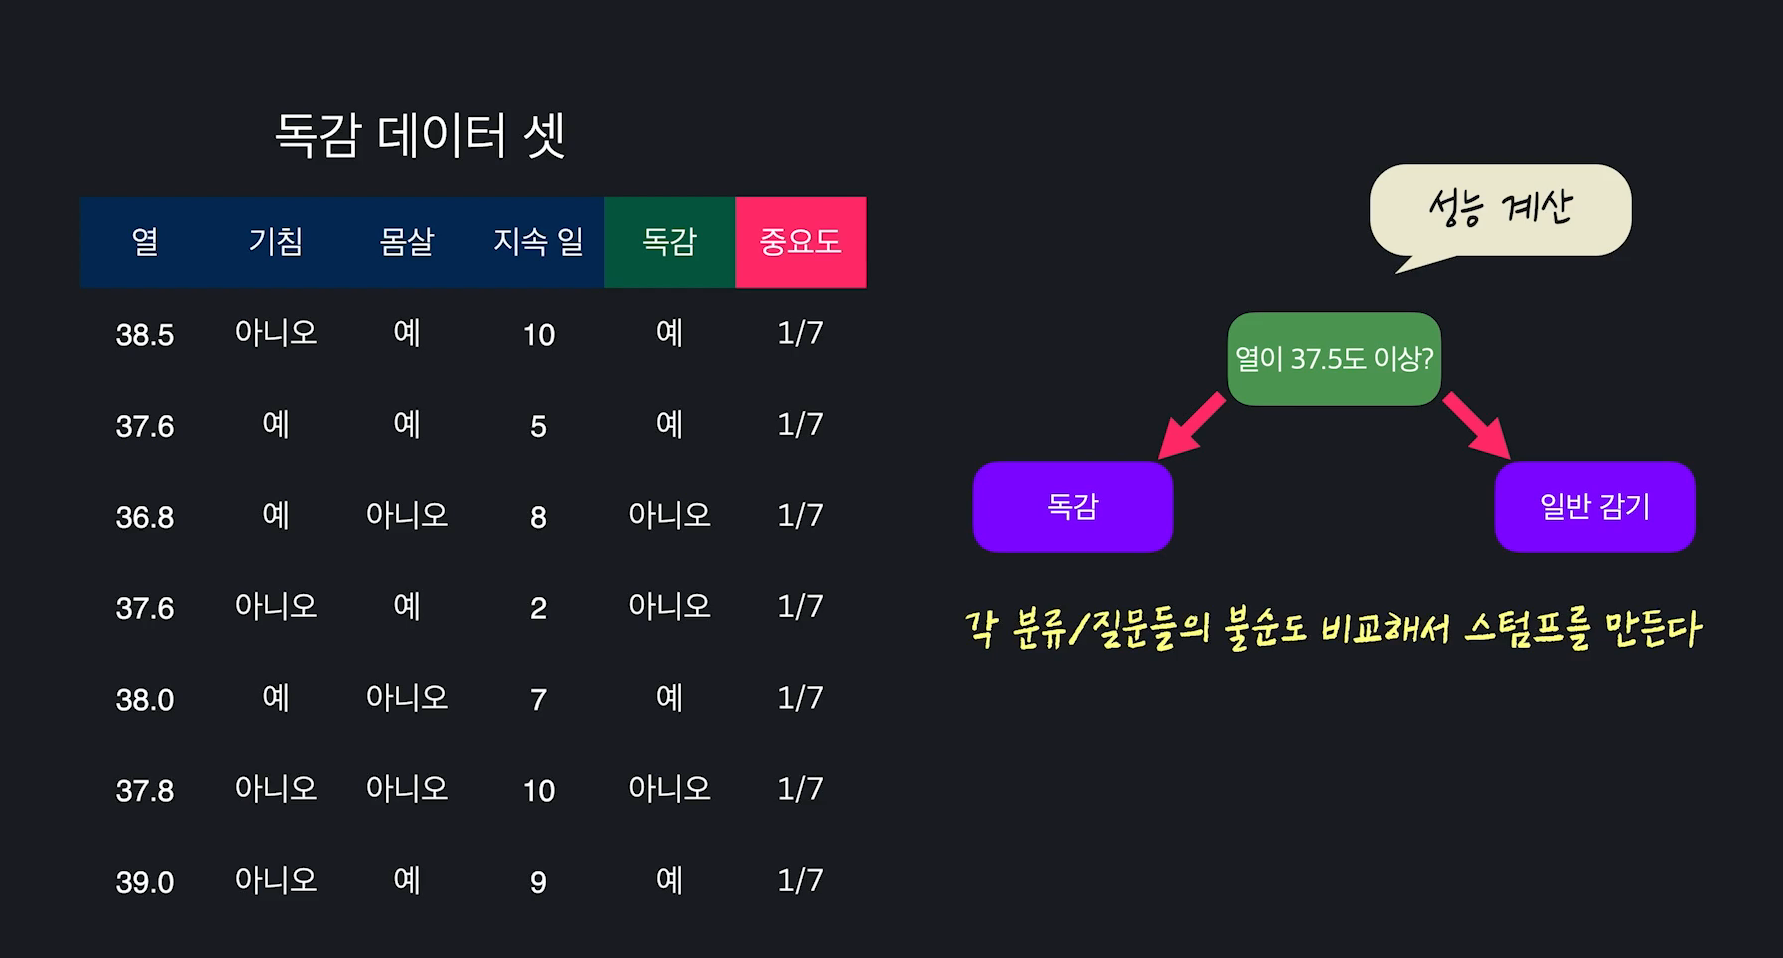 독감 데이터 셋
열 기침 몸살 지속 일 독감 중요도
38.5 아니오 예 10 예 1/7
37.6 예 예 5 예 1/7
36.8 예 아니오 8 아니오 1/7
37.6 아니오 예 2 아니오 1/7
38.0 예 아니오 7 예 1/7
37.8 아니오 아니오 10 아니오 1/7
39.0 아니오 예 9 예 1/7
성능 계산
열이 37.5도 이상?
독감 일반 감기
각 분류/질문들의 불순도 비교해서 스텀프를 만든다